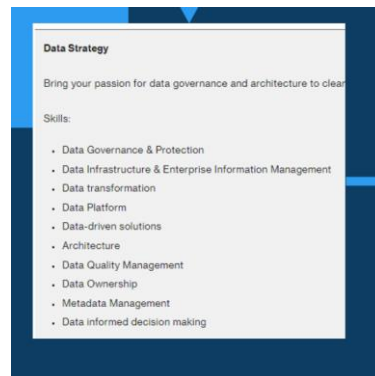 Data Strategy
Bring your passion for data governance and architecture to clear
Skills:
• Data Governance & Protection
• Data Infrastructure & Enterprise Information Management
• Data transformation
• Data Platform
• Data-driven solutions
• Architecture
• Data Quality Management
• Data Ownership
• Metadata Management
• Data informed decision making